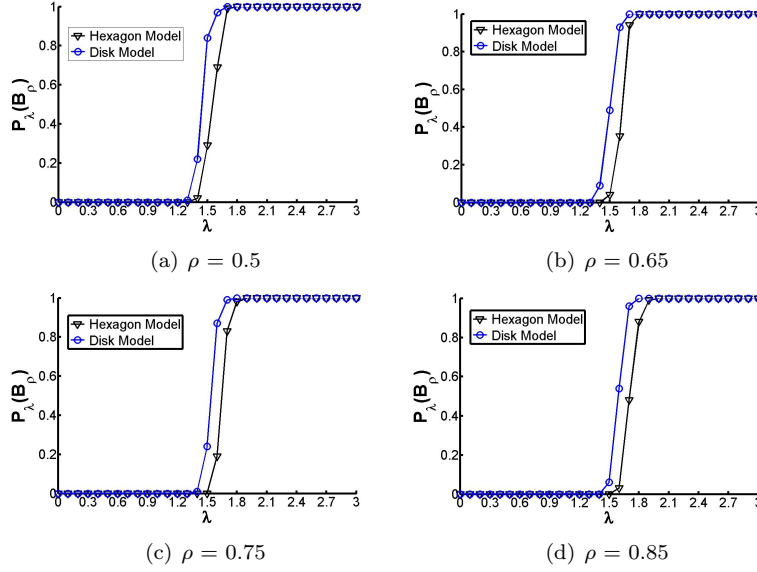 1
0.8
0.6
0.4
0.2
0
P_λ(B_ρ)
Hexagon Model
Disk Model
0 0.3 0.6 0.9 1.2 1.5 1.8 2.1 2.4 2.7 3
λ
(a) ρ = 0.5
1
0.8
0.6
0.4
0.2
0
P_λ(B_ρ)
Hexagon Model
Disk Model
0 0.3 0.6 0.9 1.2 1.5 1.8 2.1 2.4 2.7 3
λ
(b) ρ = 0.65
1
0.8
0.6
0.4
0.2
0
P_λ(B_ρ)
Hexagon Model
Disk Model
0 0.3 0.6 0.9 1.2 1.5 1.8 2.1 2.4 2.7 3
λ
(c) ρ = 0.75
1
0.8
0.6
0.4
0.2
0
P_λ(B_ρ)
Hexagon Model
Disk Model
0 0.3 0.6 0.9 1.2 1.5 1.8 2.1 2.4 2.7 3
λ
(d) ρ = 0.85